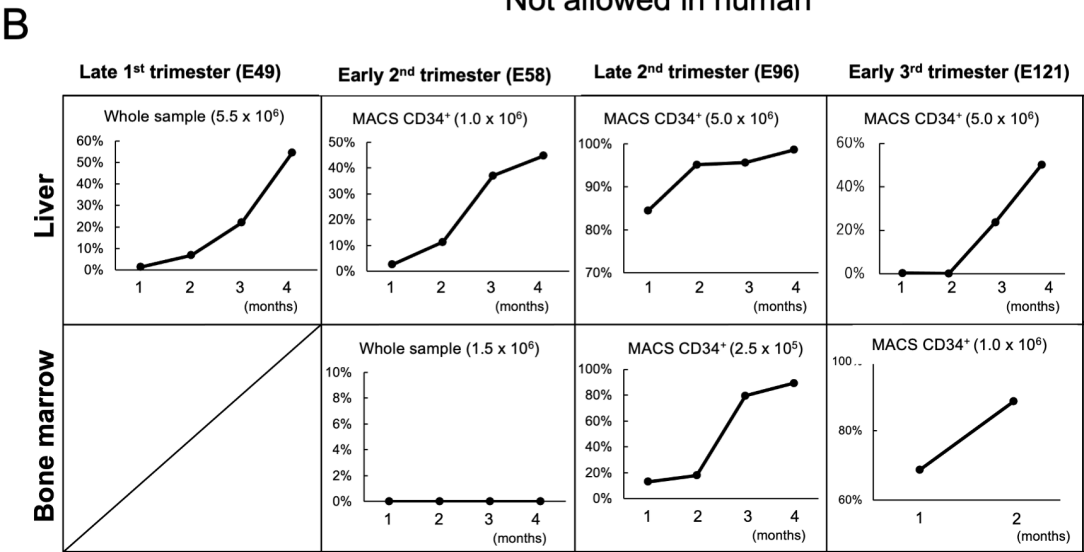 Not allowed in human
B
Late 1st trimester (E49)
Early 2nd trimester (E58)
Late 2nd trimester (E96)
Early 3rd trimester (E121)
Liver
Whole sample (5.5 x 10⁶)
60%
50%
40%
30%
20%
10%
0%
1 2 3 4
(months)
MACS CD34⁺ (1.0 x 10⁶)
50%
40%
30%
20%
10%
0%
1 2 3 4
(months)
MACS CD34⁺ (5.0 x 10⁶)
100%
90%
80%
70%
1 2 3 4
(months)
MACS CD34⁺ (5.0 x 10⁶)
60%
40%
20%
0%
1 2 3 4
(months)
Bone marrow
Whole sample (1.5 x 10⁶)
10%
8%
6%
4%
2%
0%
1 2 3 4
(months)
MACS CD34⁺ (2.5 x 10⁵)
100%
80%
60%
40%
20%
0%
1 2 3 4
(months)
MACS CD34⁺ (1.0 x 10⁶)
100
80%
60%
1 2
(months)